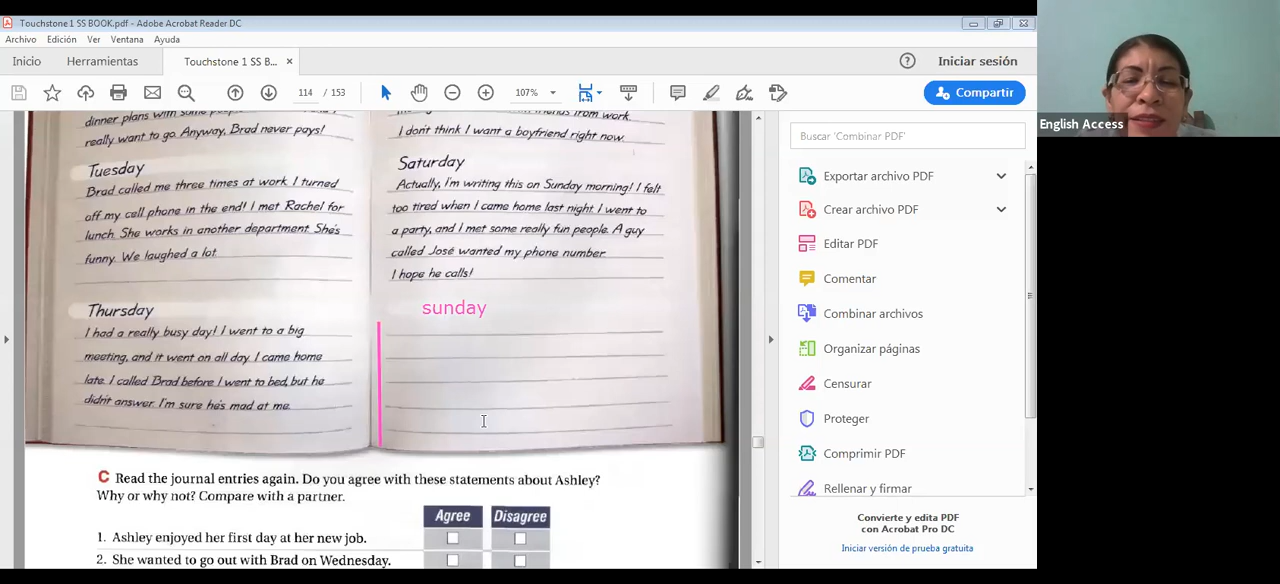 Touchstone 1 SS BOOK.pdf - Adobe Acrobat Reader DC
Archivo Edición Ver Ventana Ayuda
Inicio Herramientas Touchstone 1 SS B... × Iniciar sesión
114 / 153 107% Compartir
dinner plans with some
really want to go. Anyway, Brad never pays!
Tuesday
Brad called me three times at work. I turned
off my cell phone in the end! I met Rachel for
lunch. She works in another department. She's
funny. We laughed a lot.
Thursday
I had a really busy day! I went to a big
meeting, and it went on all day. I came home
late. I called Brad before I went to bed, but he
didn't answer. I'm sure he's mad at me.
friends from work.
I don't think I want a boyfriend right now.
Saturday
Actually, I'm writing this on Sunday morning! I felt
too tired when I came home last night. I went to
a party, and I met some really fun people. A guy
called José wanted my phone number.
I hope he calls!
sunday
C Read the journal entries again. Do you agree with these statements about Ashley?
Why or why not? Compare with a partner.
Agree Disagree
1. Ashley enjoyed her first day at her new job.
2. She wanted to go out with Brad on Wednesday.
Buscar 'Combinar PDF'
Exportar archivo PDF
Crear archivo PDF
Editar PDF
Comentar
Combinar archivos
Organizar páginas
Censurar
Proteger
Comprimir PDF
Rellenar y firmar
Convierte y edita PDF
con Acrobat Pro DC
Iniciar versión de prueba gratuita
English Access